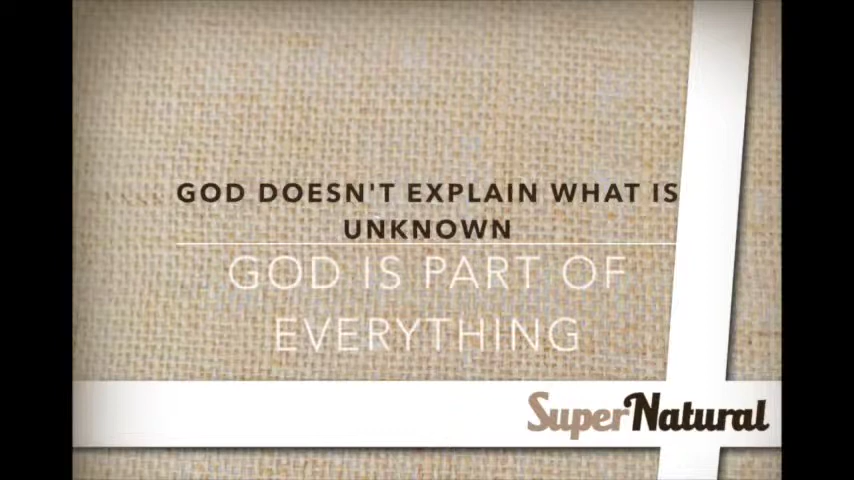 GOD DOESN'T EXPLAIN WHAT IS
UNKNOWN
GOD IS PART OF
EVERYTHING
SuperNatural